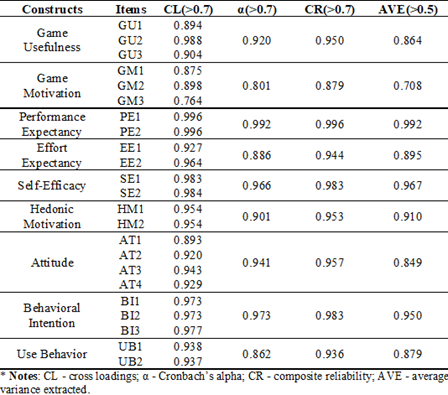 Constructs Items CL(>0.7) α(>0.7) CR(>0.7) AVE(>0.5)
Game Usefulness GU1 0.894 0.920 0.950 0.864
GU2 0.988
GU3 0.904
Game Motivation GM1 0.875 0.801 0.879 0.708
GM2 0.898
GM3 0.764
Performance Expectancy PE1 0.996 0.992 0.996 0.992
PE2 0.996
Effort Expectancy EE1 0.927 0.886 0.944 0.895
EE2 0.964
Self-Efficacy SE1 0.983 0.966 0.983 0.967
SE2 0.984
Hedonic Motivation HM1 0.954 0.901 0.953 0.910
HM2 0.954
Attitude AT1 0.893 0.941 0.957 0.849
AT2 0.920
AT3 0.943
AT4 0.929
Behavioral Intention BI1 0.973 0.973 0.983 0.950
BI2 0.973
BI3 0.977
Use Behavior UB1 0.938 0.862 0.936 0.879
UB2 0.937
* Notes: CL - cross loadings; α - Cronbach's alpha; CR - composite reliability; AVE - average
variance extracted.